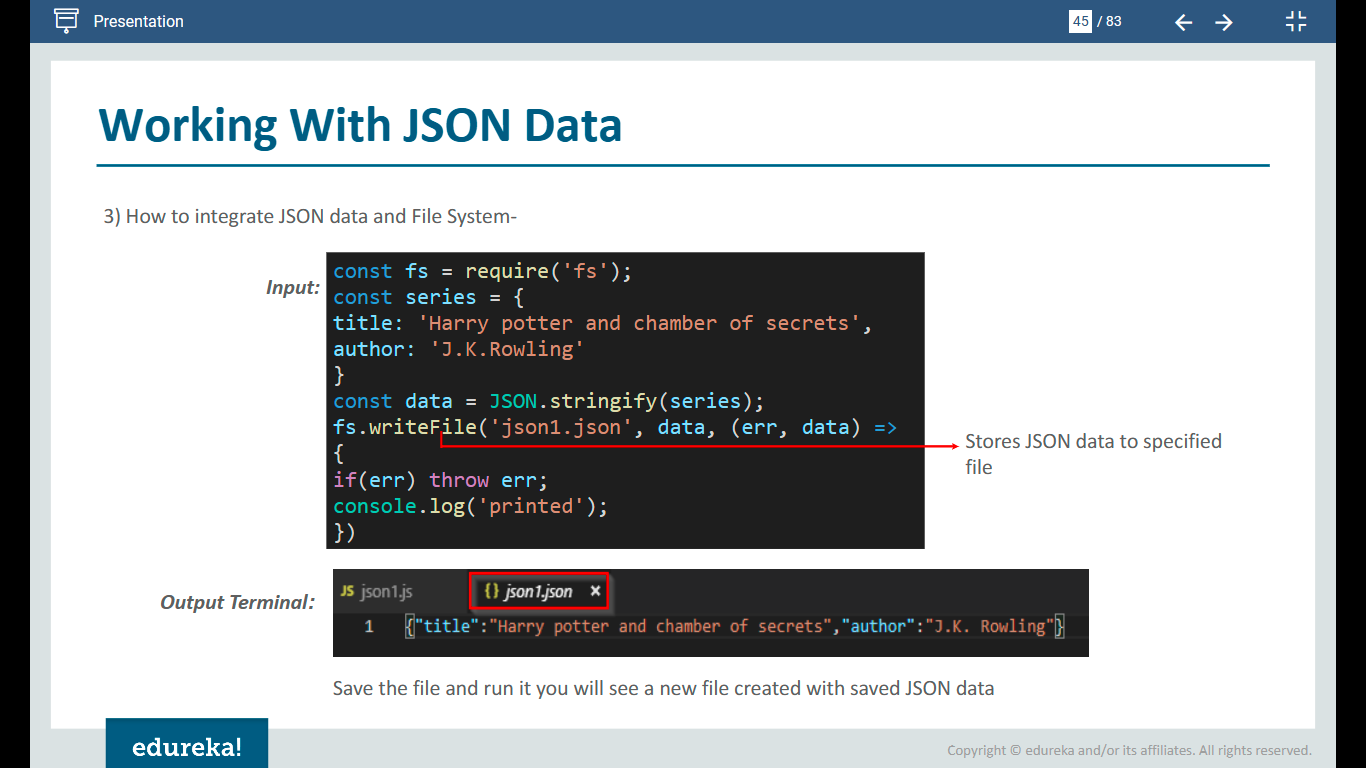 Presentation
45 / 83
Working With JSON Data
3) How to integrate JSON data and File System-
Input:
const fs = require('fs');
const series = {
title: 'Harry potter and chamber of secrets',
author: 'J.K.Rowling'
}
const data = JSON.stringify(series);
fs.writeFile('json1.json', data, (err, data) =>
{
if(err) throw err;
console.log('printed');
})
Stores JSON data to specified
file
Output Terminal:
JS json1.js
{} json1.json ×
1 {"title":"Harry potter and chamber of secrets","author":"J.K. Rowling"}
Save the file and run it you will see a new file created with saved JSON data
edureka!
Copyright © edureka and/or its affiliates. All rights reserved.